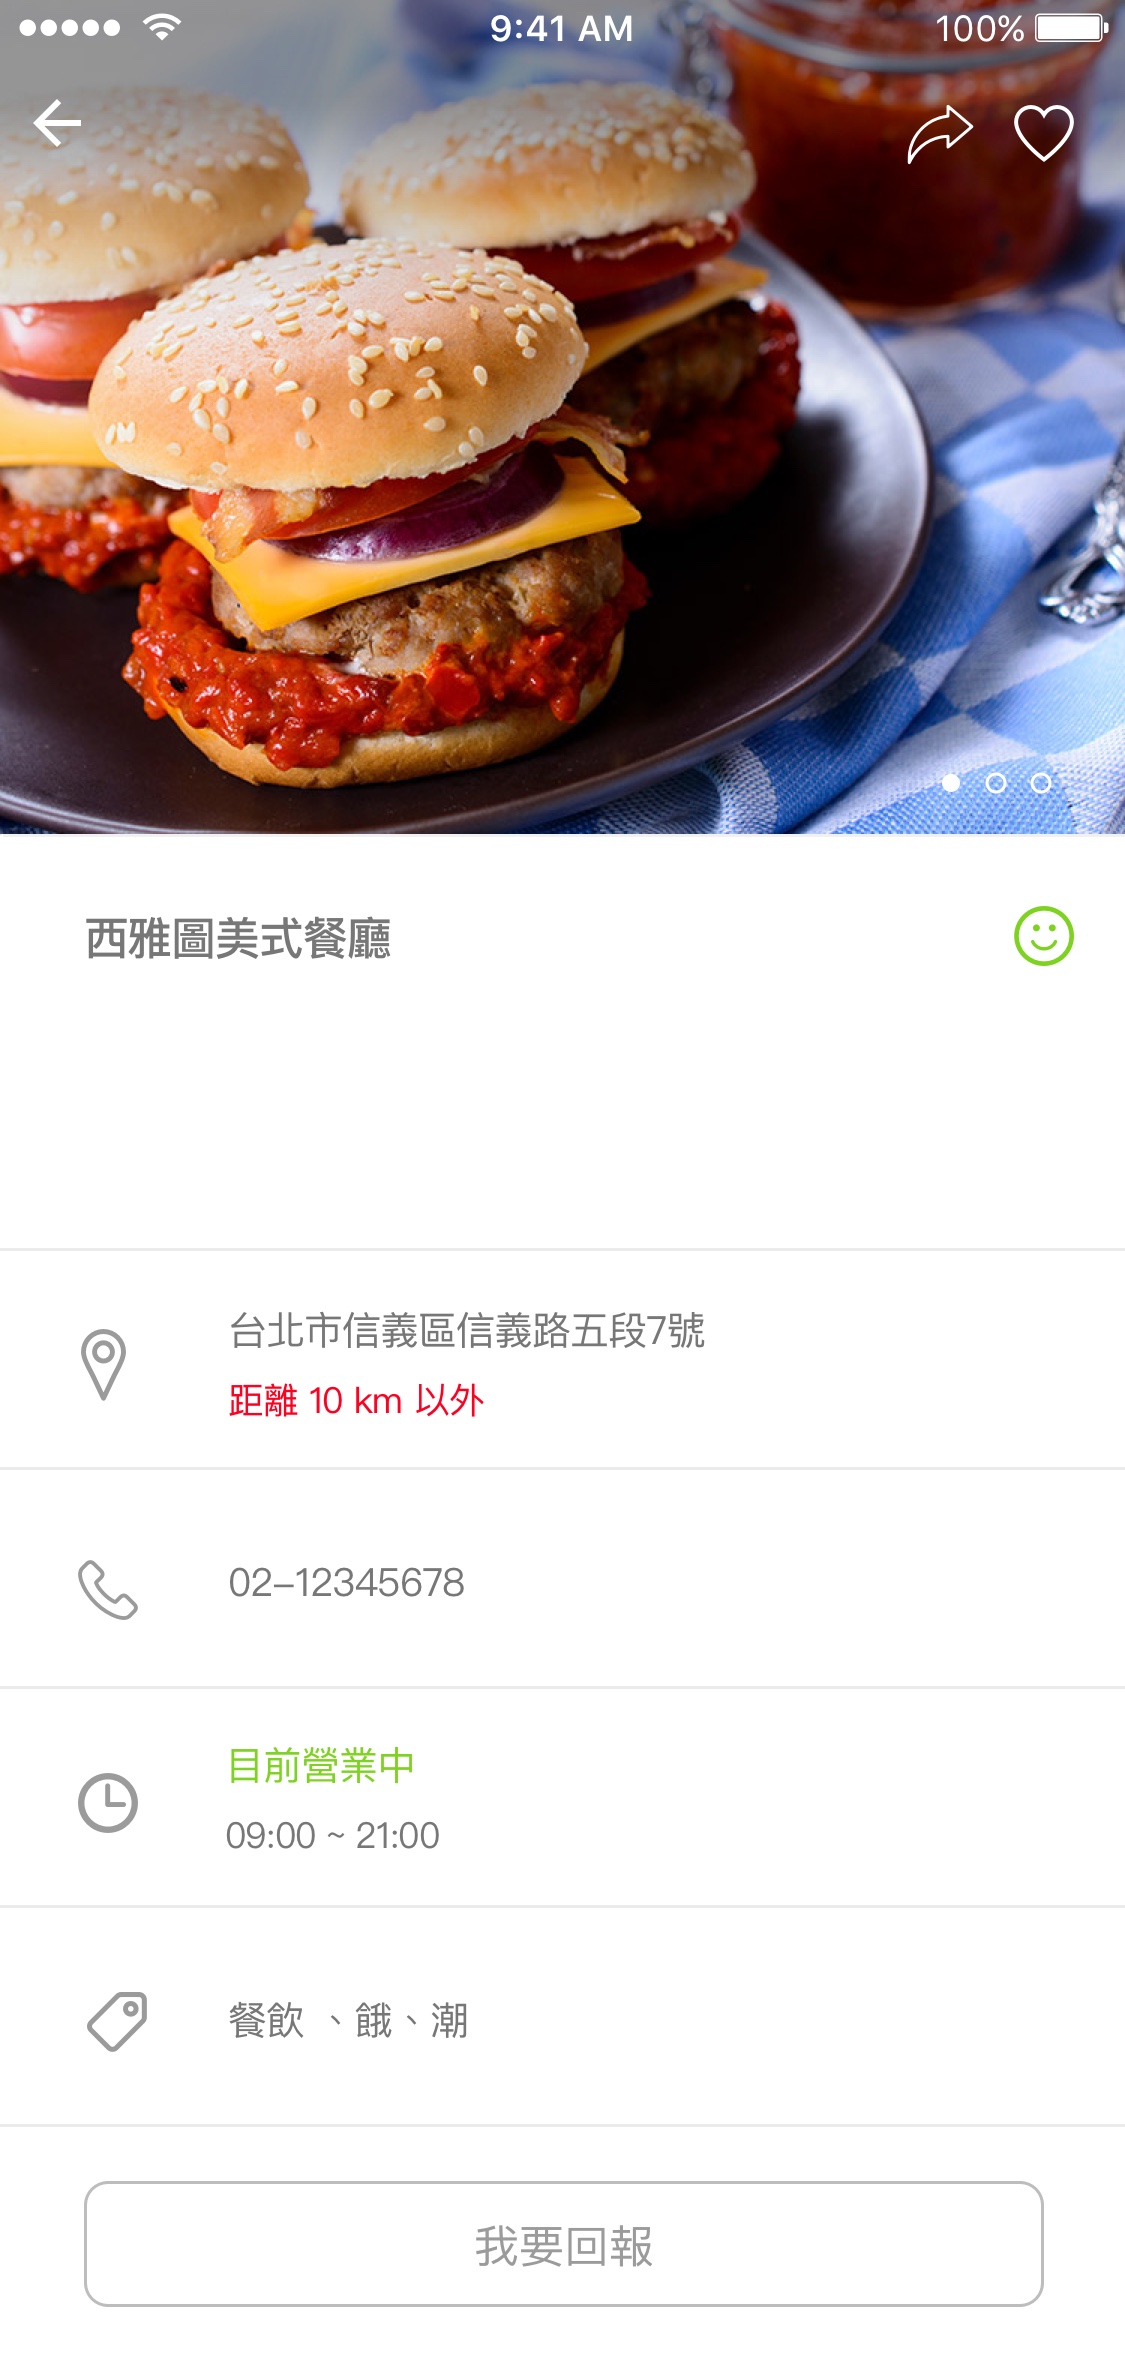 9:41 AM
100%
西雅圖美式餐廳
台北市信義區信義路五段7號
距離 10 km 以外
02-12345678
目前營業中
09:00 ~ 21:00
餐飲 、餓、潮
我要回報